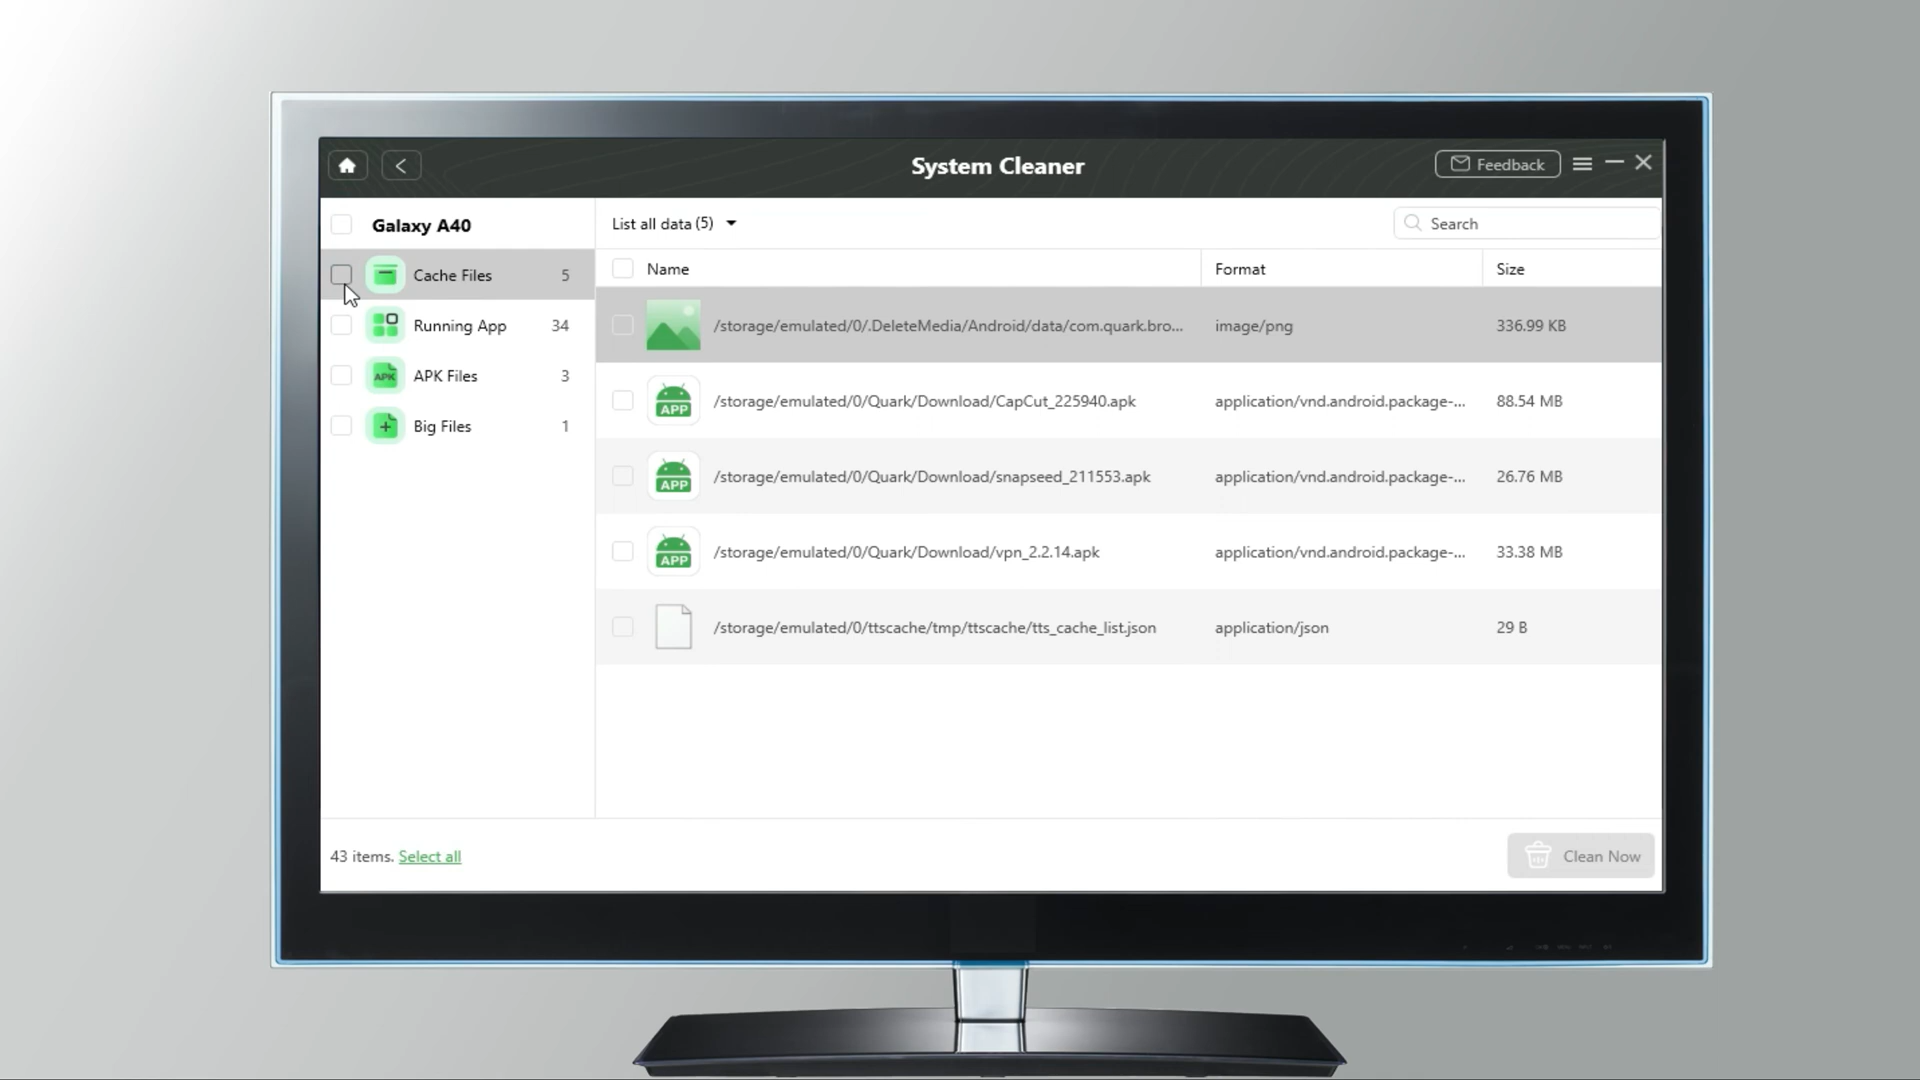 System Cleaner
Feedback
Galaxy A40
List all data (5)
Search
Cache Files 5
Name Format Size
Running App 34
/storage/emulated/0/.DeleteMedia/Android/data/com.quark.bro... image/png 336.99 KB
APK
APK Files 3
APP
/storage/emulated/0/Quark/Download/CapCut_225940.apk application/vnd.android.package-... 88.54 MB
Big Files 1
APP
/storage/emulated/0/Quark/Download/snapseed_211553.apk application/vnd.android.package-... 26.76 MB
APP
/storage/emulated/0/Quark/Download/vpn_2.2.14.apk application/vnd.android.package-... 33.38 MB
/storage/emulated/0/ttscache/tmp/ttscache/tts_cache_list.json application/json 29 B
43 items. Select all
Clean Now